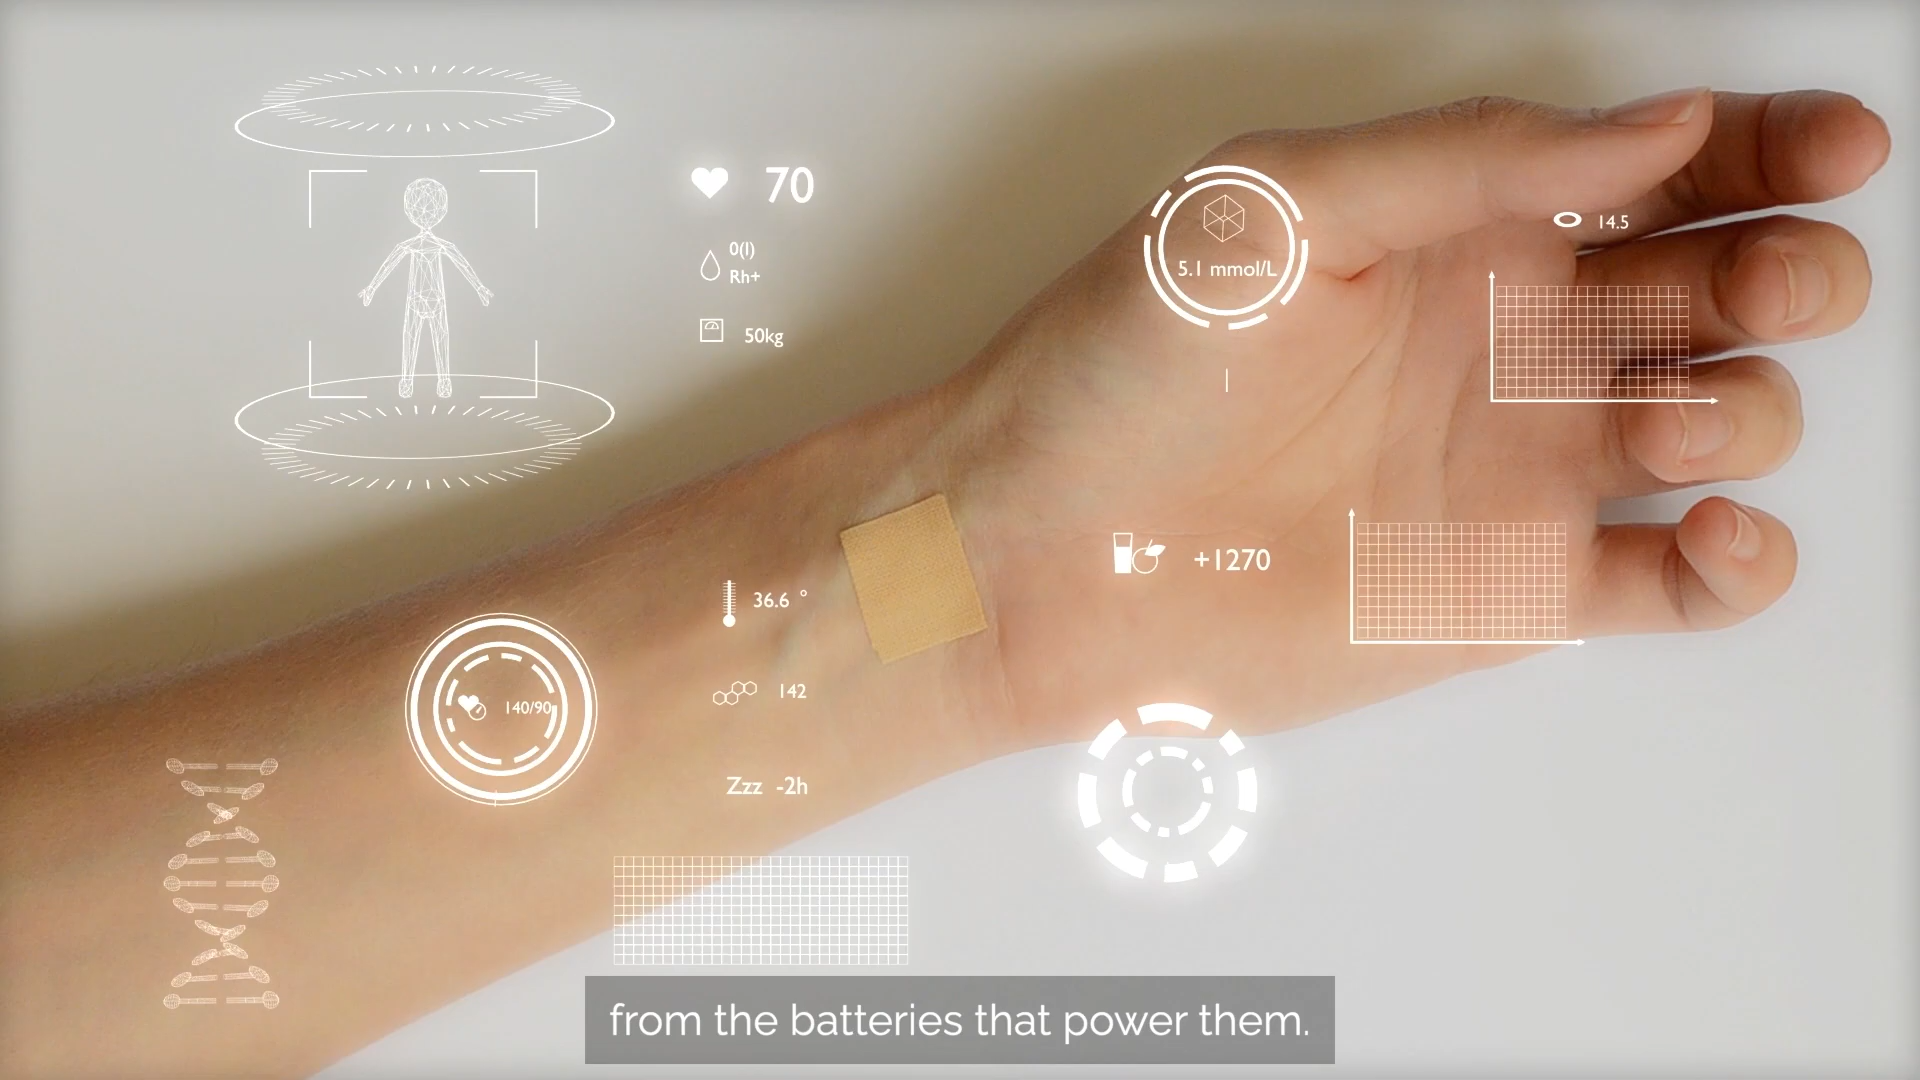 70
0(I)
Rh+
50kg
5.1 mmol/L
14.5
+1270
36.6 °
142
140/90
Zzz -2h
from the batteries that power them.